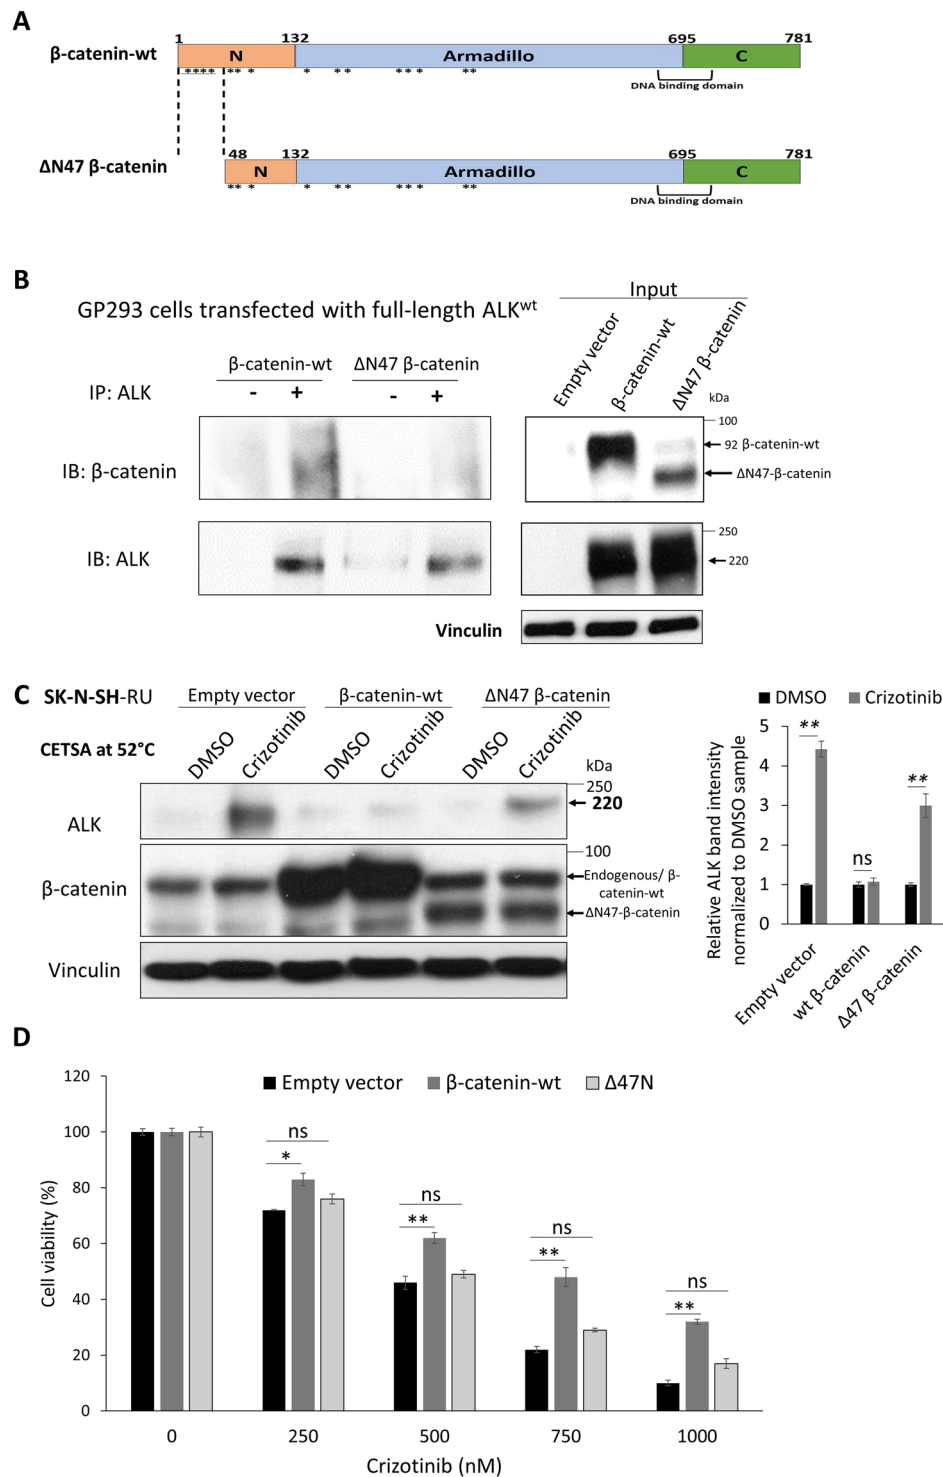 A
1 132 695 781
β-catenin-wt N Armadillo C
**** ** * * ** *** ** DNA binding domain
48 132 695 781
ΔN47 β-catenin N Armadillo C
** * * ** *** ** DNA binding domain
B
GP293 cells transfected with full-length ALKwt
Input
Empty vector
β-catenin-wt
ΔN47 β-catenin
β-catenin-wt ΔN47 β-catenin
IP: ALK - + - +
kDa
100
IB: β-catenin
92 β-catenin-wt
ΔN47-β-catenin
250
IB: ALK
220
Vinculin
C
SK-N-SH-RU
Empty vector β-catenin-wt ΔN47 β-catenin
CETSA at 52°C
DMSO Crizotinib DMSO Crizotinib DMSO Crizotinib
kDa
250
220
ALK
100
β-catenin
Endogenous/ β-
catenin-wt
ΔN47-β-catenin
Vinculin
DMSO Crizotinib
Relative ALK band intensity
normalized to DMSO sample
5
4
3
2
1
0
** ns **
Empty vector
wt β-catenin
Δ47 β-catenin
D
Empty vector β-catenin-wt Δ47N
Cell viability (%)
120
100
80
60
40
20
0
ns
*
ns
**
ns
**
ns
**
0 250 500 750 1000
Crizotinib (nM)